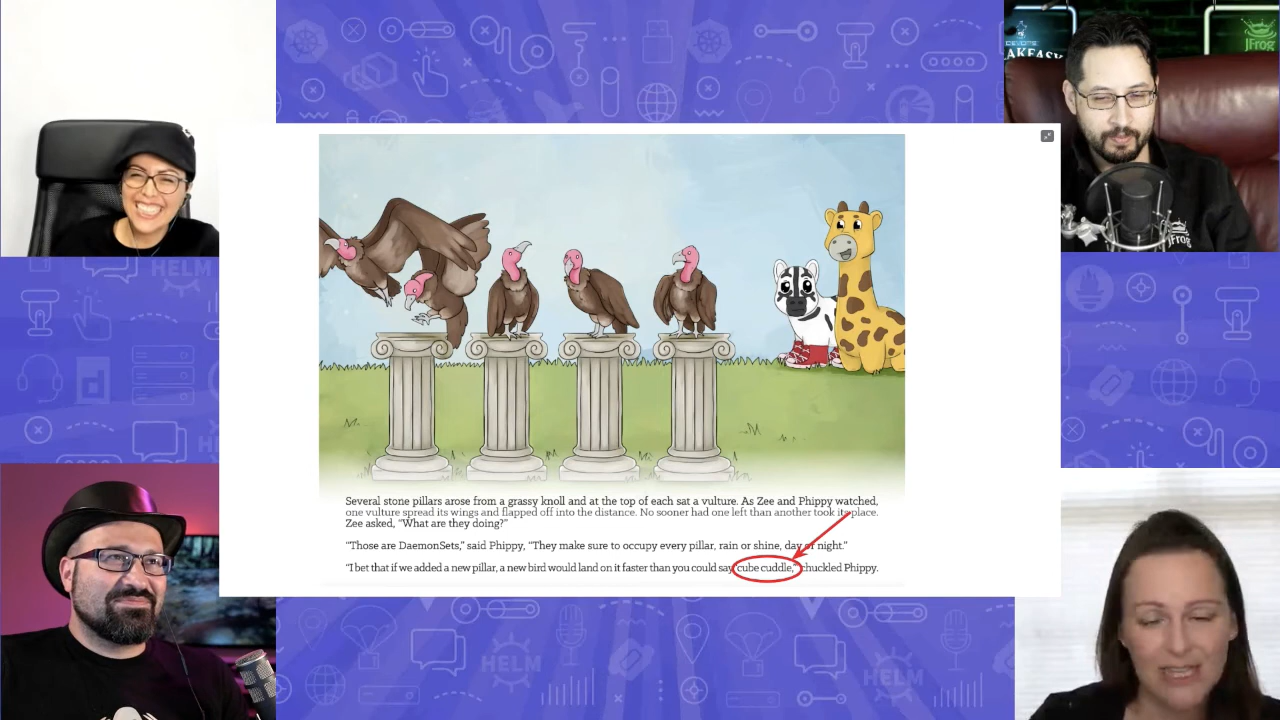 AKEASY
JFrog
JFrog
HELM
Several stone pillars arose from a grassy knoll and at the top of each sat a vulture. As Zee and Phippy watched,
one vulture spread its wings and flapped off into the distance. No sooner had one left than another took its place.
Zee asked, “What are they doing?”
“Those are DaemonSets,” said Phippy, “They make sure to occupy every pillar, rain or shine, day or night.”
“I bet that if we added a new pillar, a new bird would land on it faster than you could say cube cuddle,” chuckled Phippy.
HELM
HELM